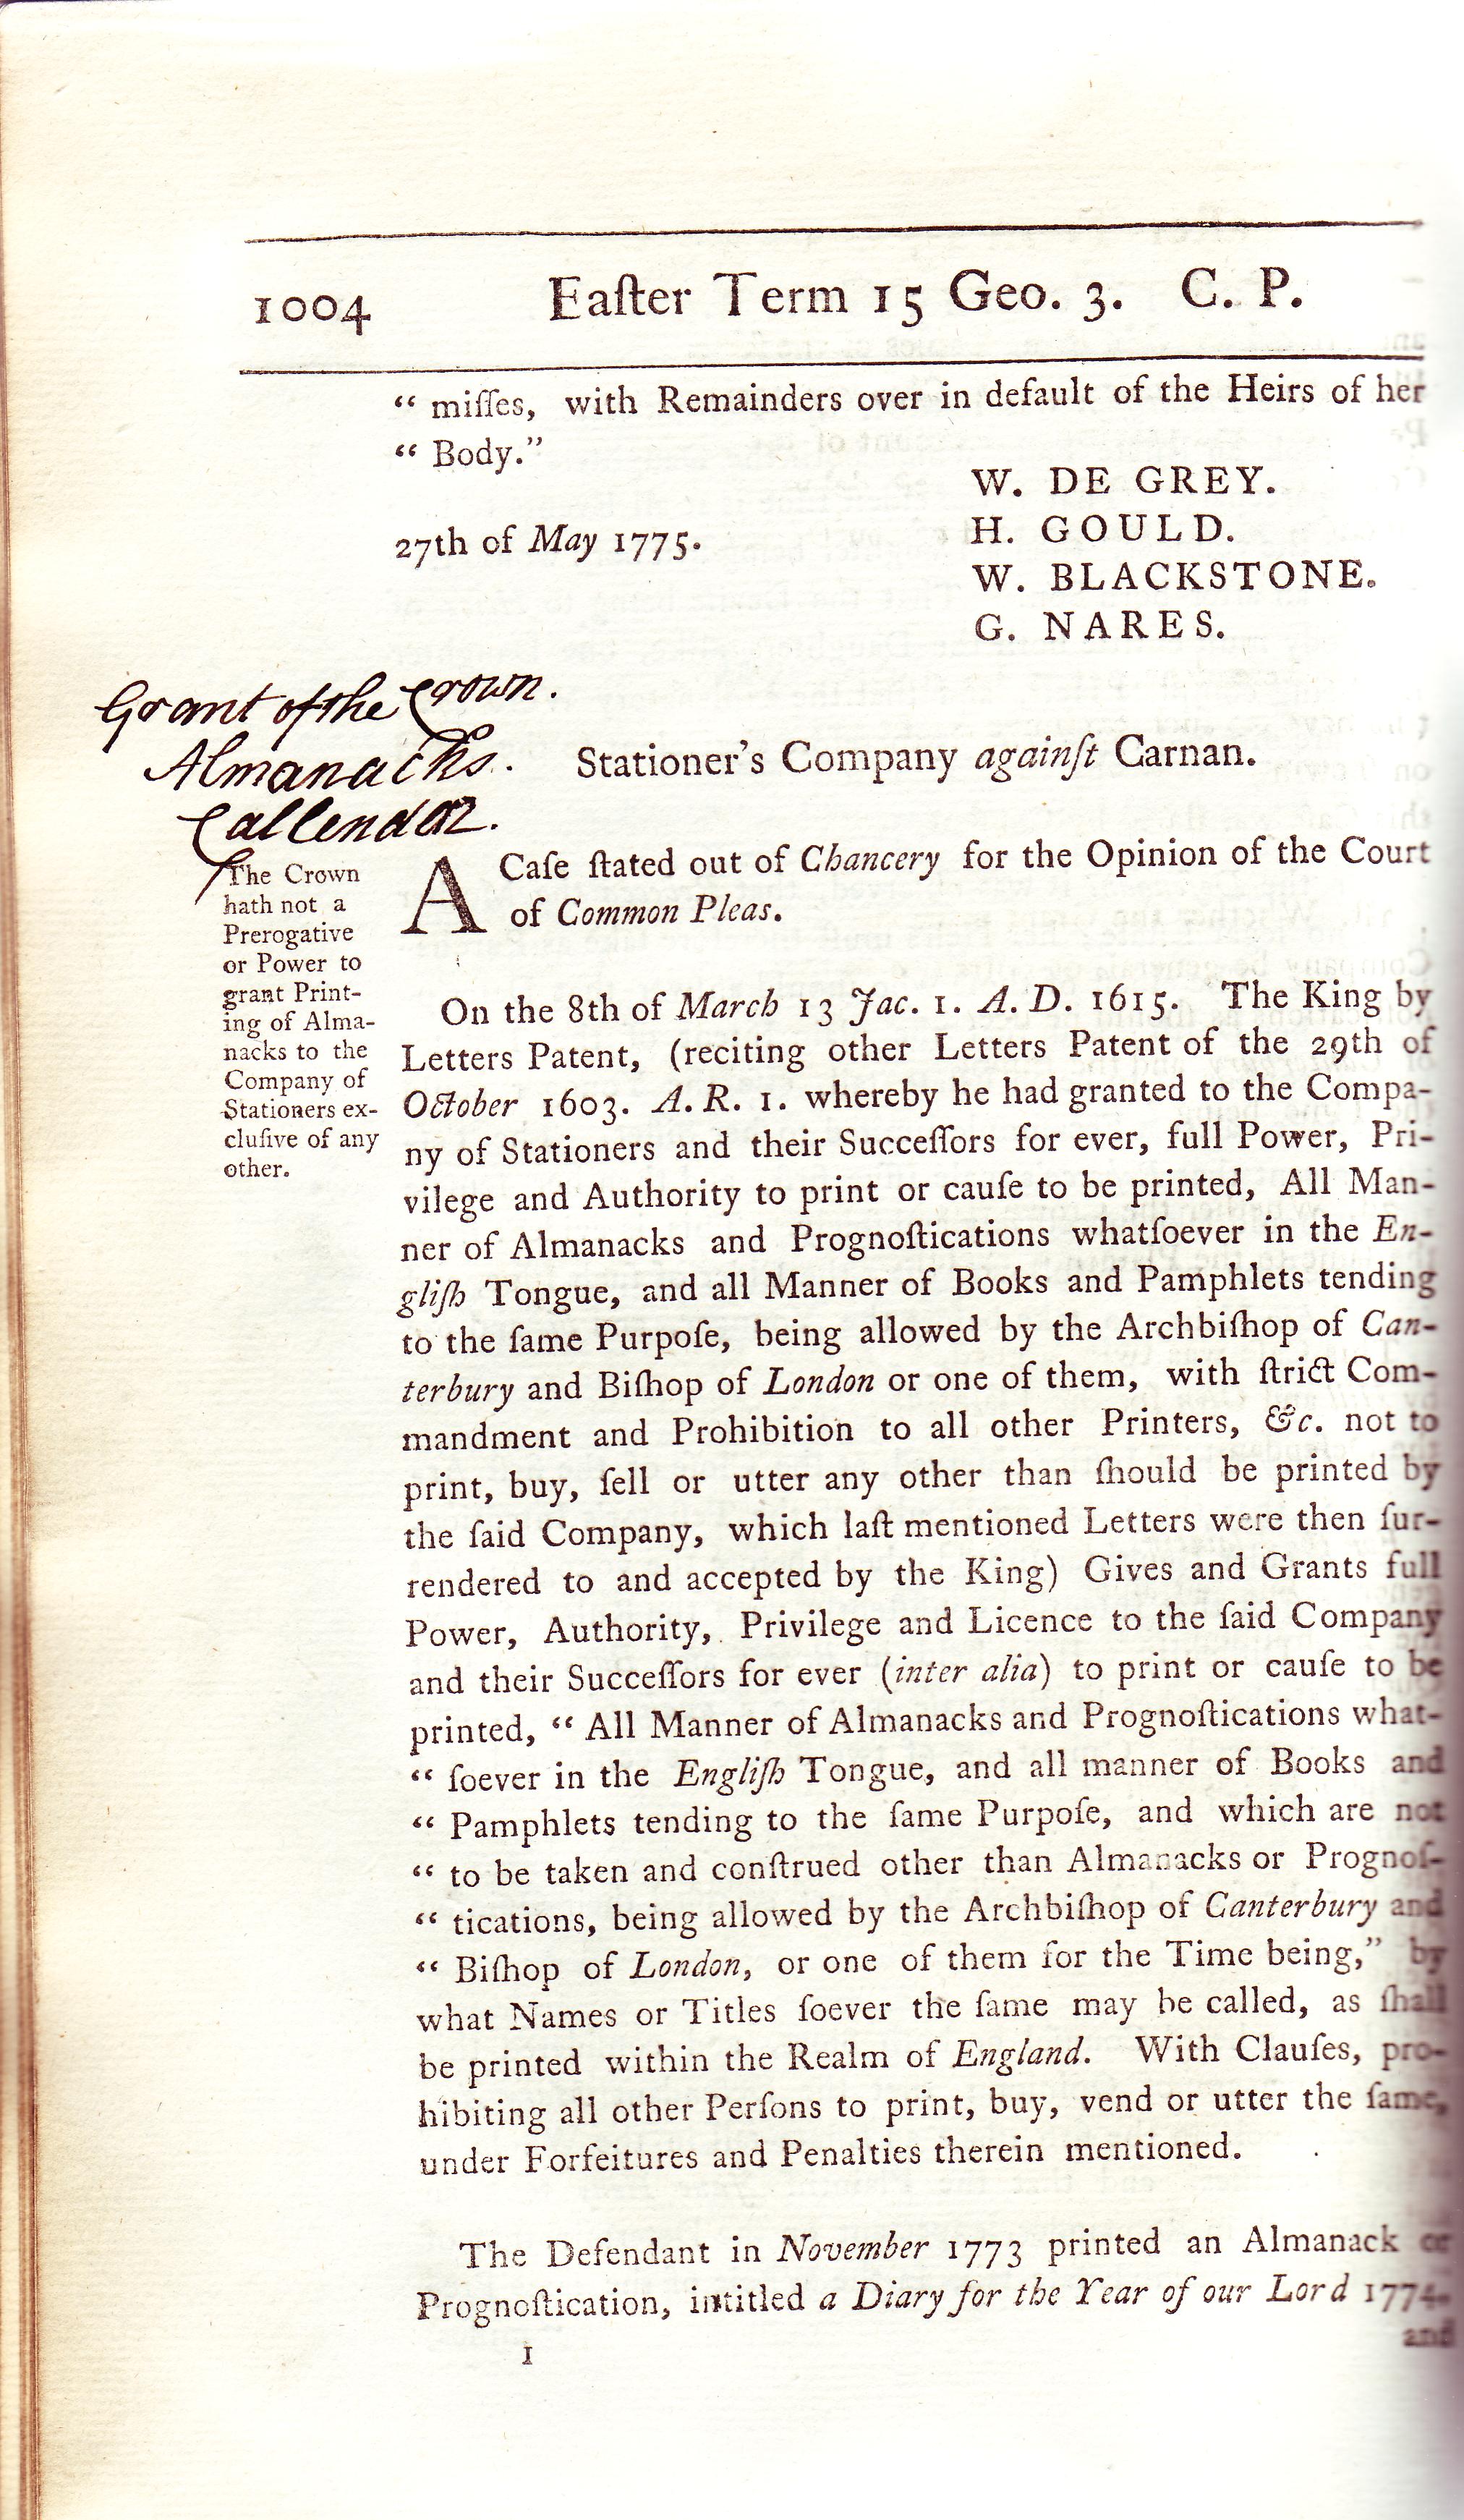 1004 Eaſter Term 15 Geo. 3. C. P.
“ miſſes, with Remainders over in default of the Heirs of her
“ Body.”
W. DE GREY.
27th of May 1775.
H. GOULD.
W. BLACKSTONE.
G. NARES.
Grant of the Crown.
Almanacks.
Callendar.
Stationer's Company againſt Carnan.
The Crown
hath not a
Prerogative
or Power to
grant Print-
ing of Alma-
nacks to the
Company of
Stationers ex-
cluſive of any
other.
A Caſe ſtated out of Chancery for the Opinion of the Court
of Common Pleas.
On the 8th of March 13 Jac. 1. A. D. 1615. The King by
Letters Patent, (reciting other Letters Patent of the 29th of
October 1603. A. R. 1. whereby he had granted to the Compa-
ny of Stationers and their Succeſſors for ever, full Power, Pri-
vilege and Authority to print or cauſe to be printed, All Man-
ner of Almanacks and Prognoſtications whatſoever in the En-
gliſh Tongue, and all Manner of Books and Pamphlets tending
to the ſame Purpoſe, being allowed by the Archbiſhop of Can-
terbury and Biſhop of London or one of them, with ſtrict Com-
mandment and Prohibition to all other Printers, &c. not to
print, buy, ſell or utter any other than ſhould be printed by
the ſaid Company, which laſt mentioned Letters were then ſur-
rendered to and accepted by the King) Gives and Grants full
Power, Authority, Privilege and Licence to the ſaid Company
and their Succeſſors for ever (inter alia) to print or cauſe to be
printed, “ All Manner of Almanacks and Prognoſtications what-
“ ſoever in the Engliſh Tongue, and all manner of Books and
“ Pamphlets tending to the ſame Purpoſe, and which are not
“ to be taken and conſtrued other than Almanacks or Prognoſ-
“ tications, being allowed by the Archbiſhop of Canterbury and
“ Biſhop of London, or one of them for the Time being,” by
what Names or Titles ſoever the ſame may be called, as ſhall
be printed within the Realm of England. With Clauſes, pro-
hibiting all other Perſons to print, buy, vend or utter the ſame,
under Forfeitures and Penalties therein mentioned.
The Defendant in November 1773 printed an Almanack or
Prognoſtication, intitled a Diary for the Year of our Lord 1774.
1 and